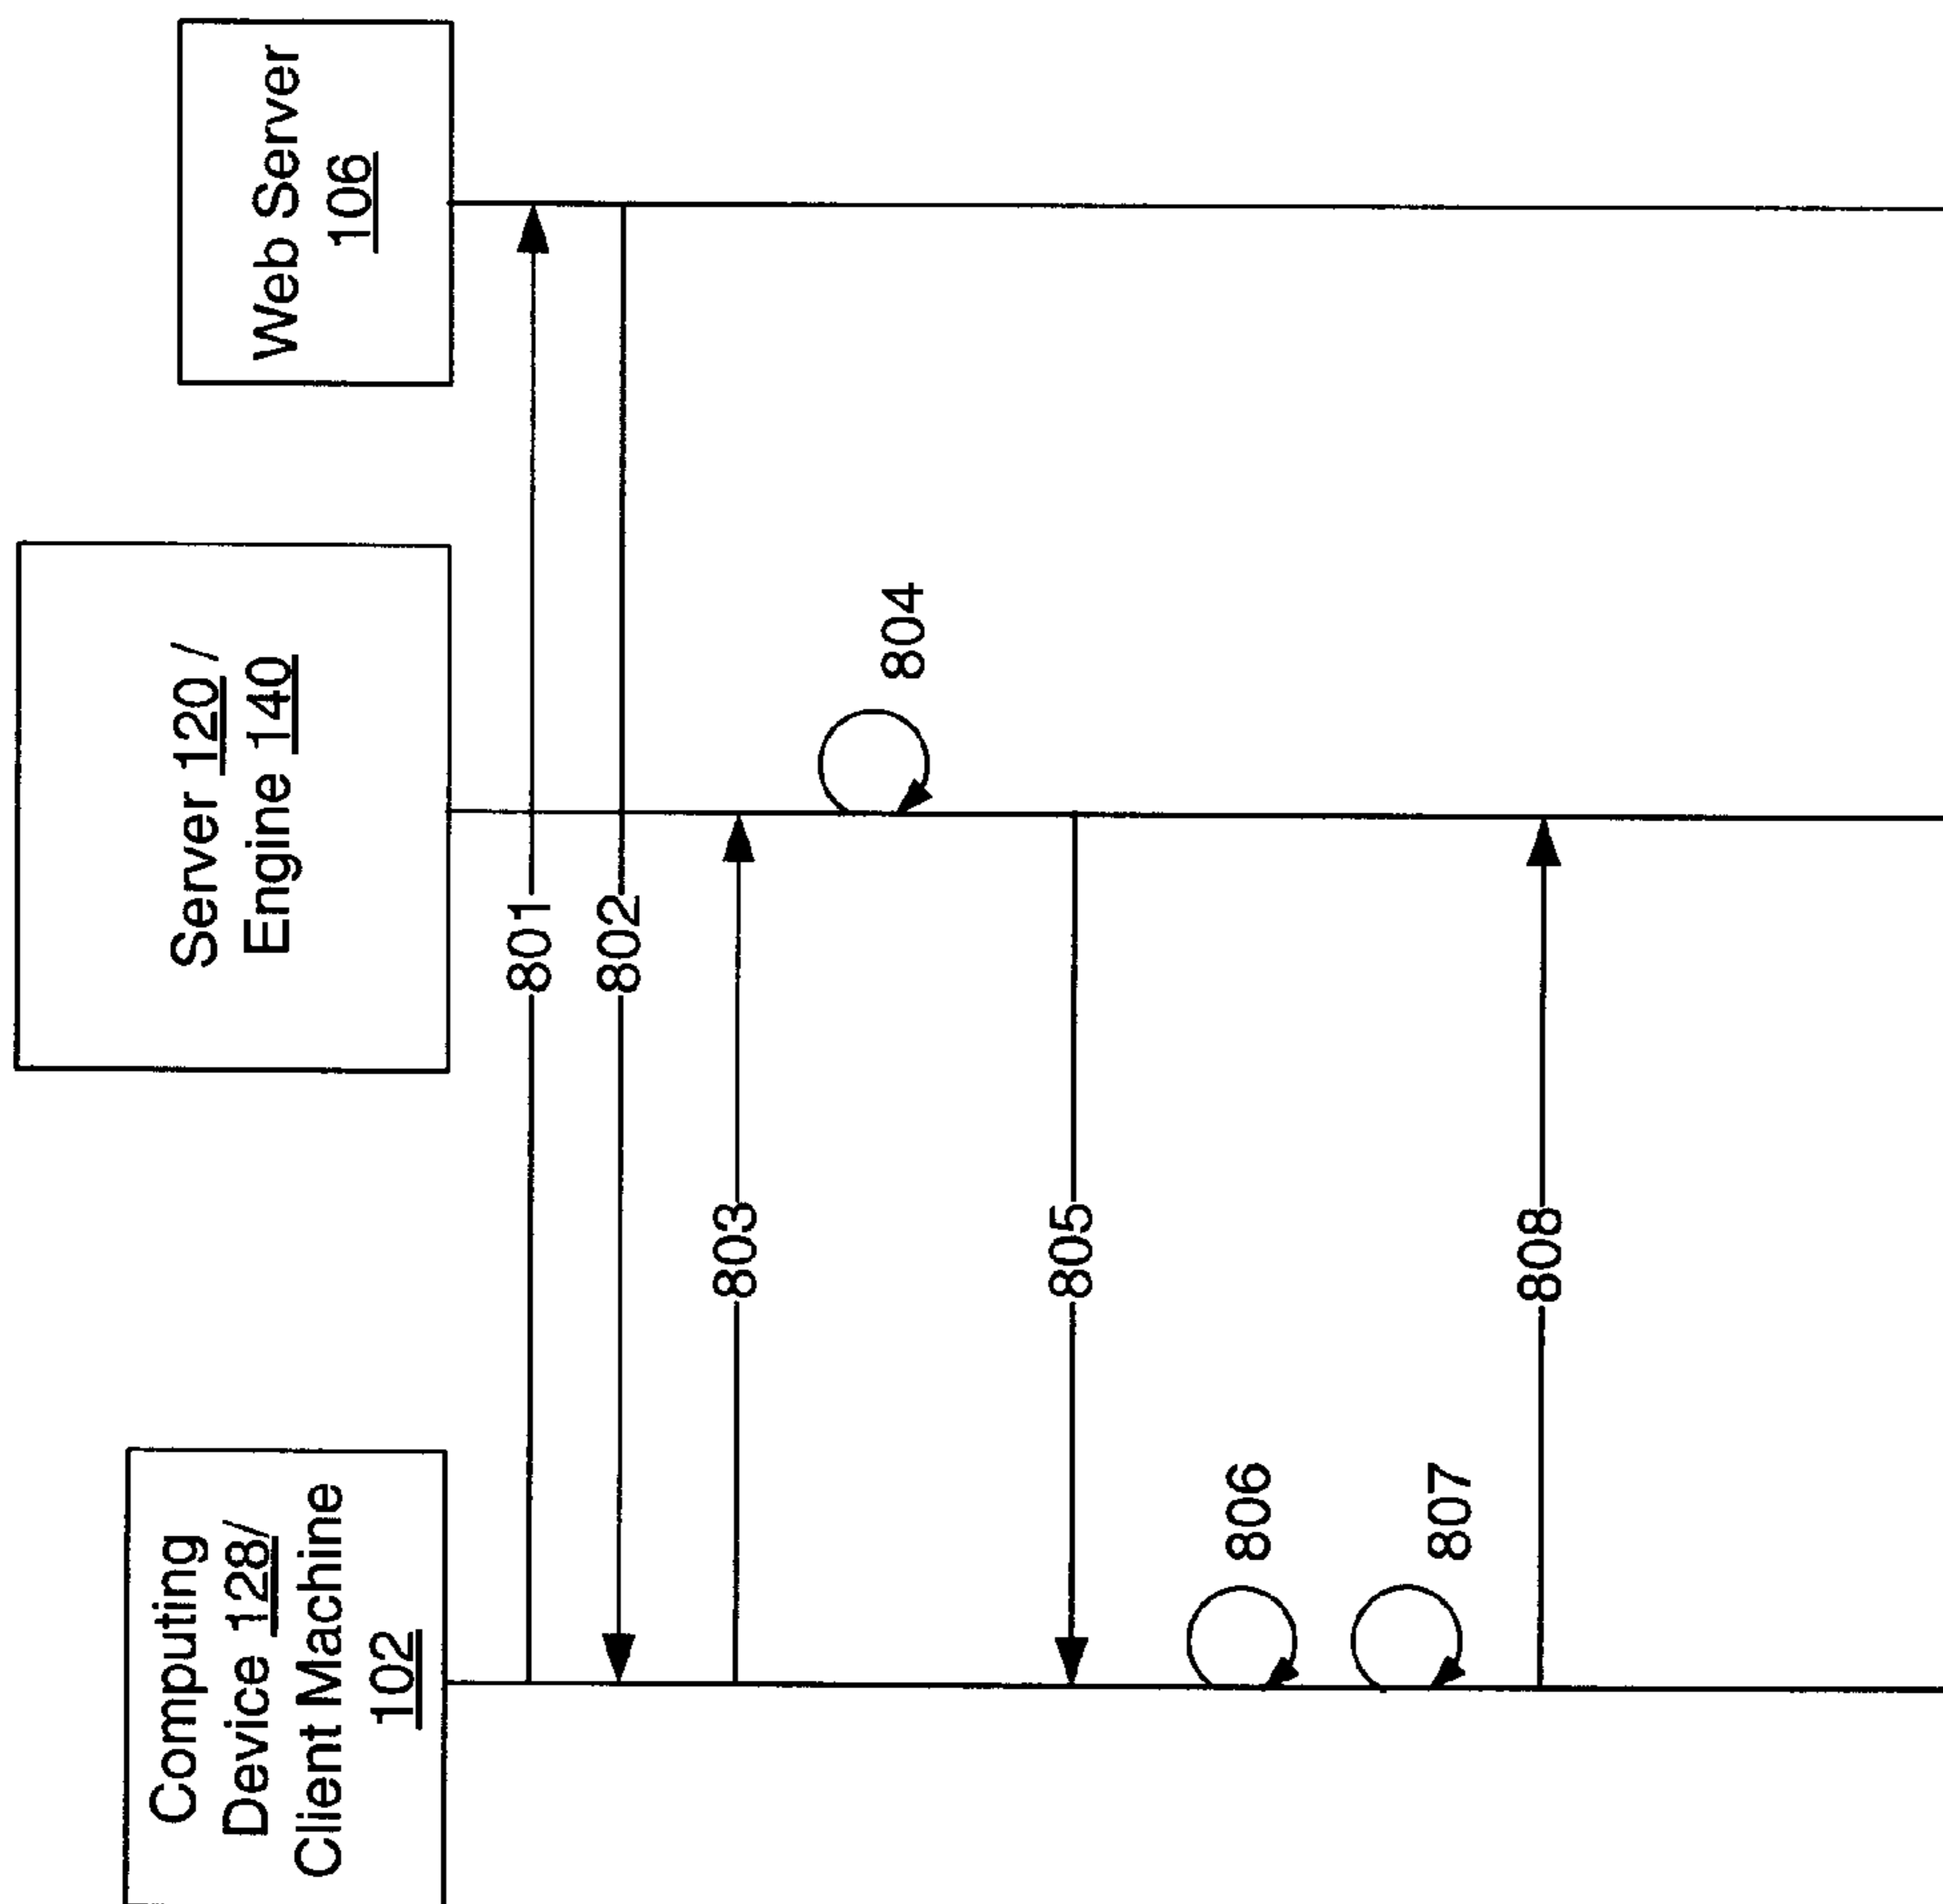 Computing
Device 128/
Client Machine
102
Server 120 /
Engine 140
Web Server
106
801
802
803
804
805
806
807
808